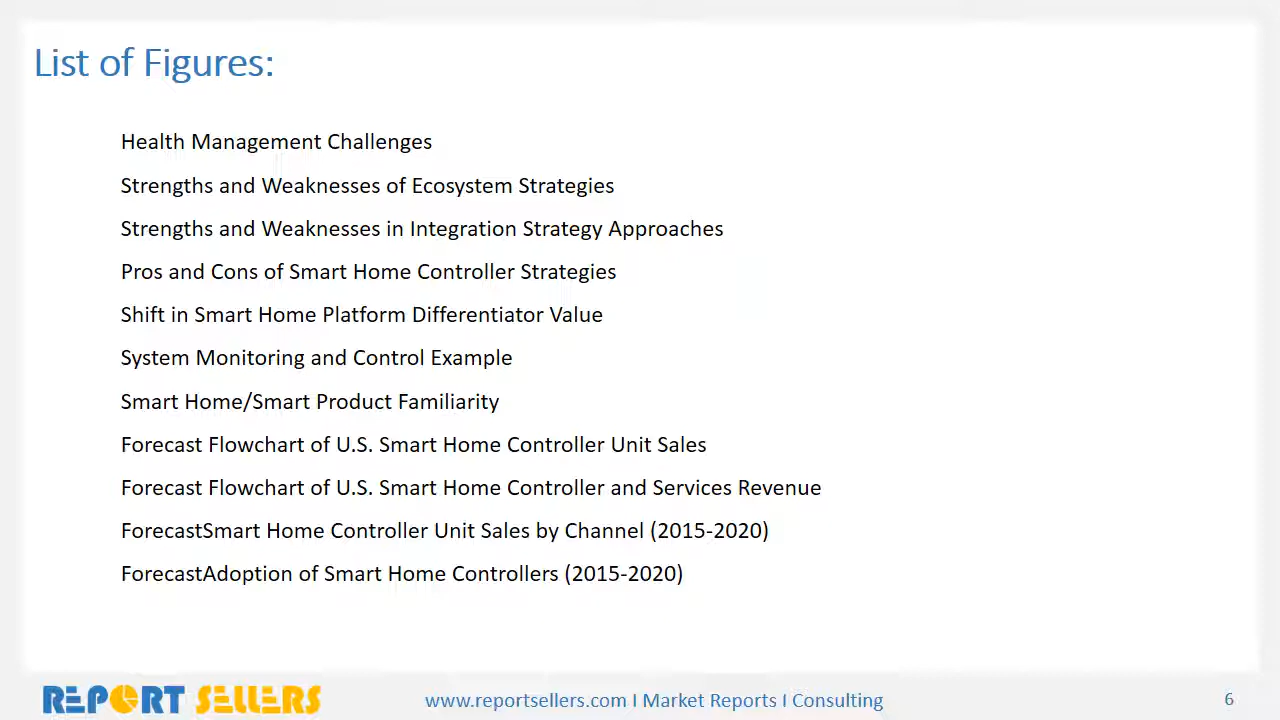 List of Figures:
Health Management Challenges
Strengths and Weaknesses of Ecosystem Strategies
Strengths and Weaknesses in Integration Strategy Approaches
Pros and Cons of Smart Home Controller Strategies
Shift in Smart Home Platform Differentiator Value
System Monitoring and Control Example
Smart Home/Smart Product Familiarity
Forecast Flowchart of U.S. Smart Home Controller Unit Sales
Forecast Flowchart of U.S. Smart Home Controller and Services Revenue
ForecastSmart Home Controller Unit Sales by Channel (2015-2020)
ForecastAdoption of Smart Home Controllers (2015-2020)
REPORT SELLERS
www.reportsellers.com I Market Reports I Consulting
6